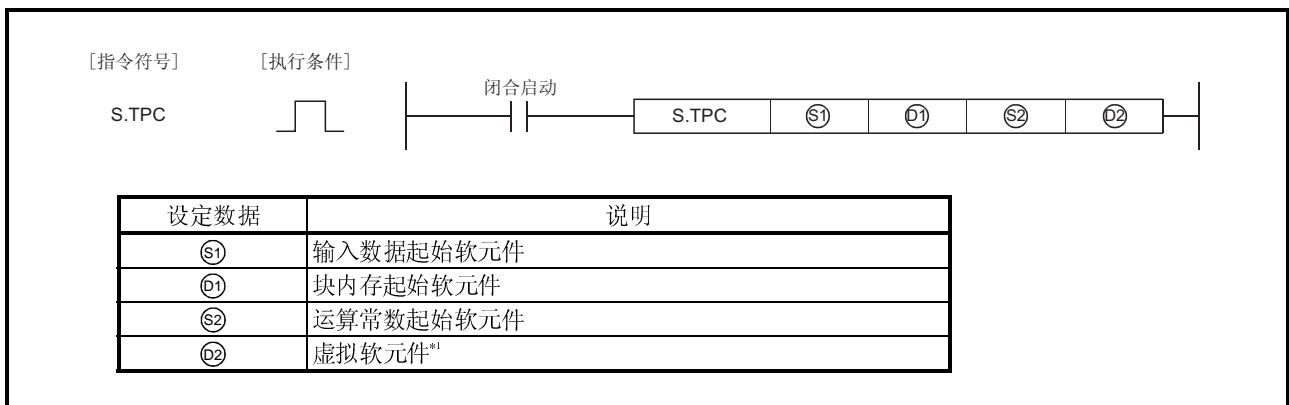 [指令符号] [执行条件]
闭合启动
S.TPC S.TPC S1 D1 S2 D2
设定数据 说明
S1 输入数据起始软元件
D1 块内存起始软元件
S2 运算常数起始软元件
D2 虚拟软元件*1